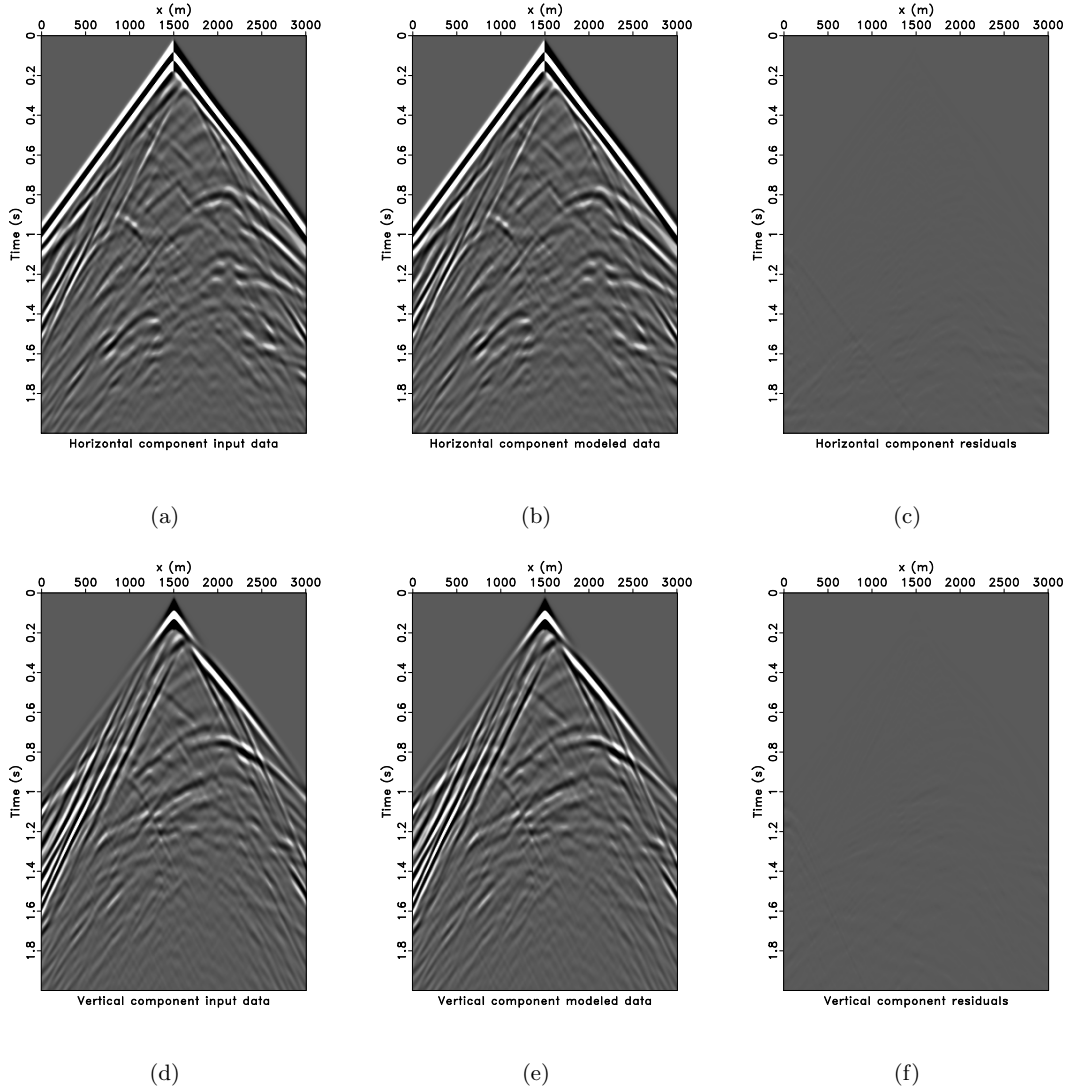 x (m) x (m) x (m)
0 500 1000 1500 2000 2500 3000 0 500 1000 1500 2000 2500 3000 0 500 1000 1500 2000 2500 3000
Time (s) Time (s) Time (s)
0 0.2 0.4 0.6 0.8 1 1.2 1.4 1.6 1.8 0 0.2 0.4 0.6 0.8 1 1.2 1.4 1.6 1.8 0 0.2 0.4 0.6 0.8 1 1.2 1.4 1.6 1.8
Horizontal component input data Horizontal component modeled data Horizontal component residuals
(a) (b) (c)
x (m) x (m) x (m)
0 500 1000 1500 2000 2500 3000 0 500 1000 1500 2000 2500 3000 0 500 1000 1500 2000 2500 3000
Time (s) Time (s) Time (s)
0 0.2 0.4 0.6 0.8 1 1.2 1.4 1.6 1.8 0 0.2 0.4 0.6 0.8 1 1.2 1.4 1.6 1.8 0 0.2 0.4 0.6 0.8 1 1.2 1.4 1.6 1.8
Vertical component input data Vertical component modeled data Vertical component residuals
(d) (e) (f)